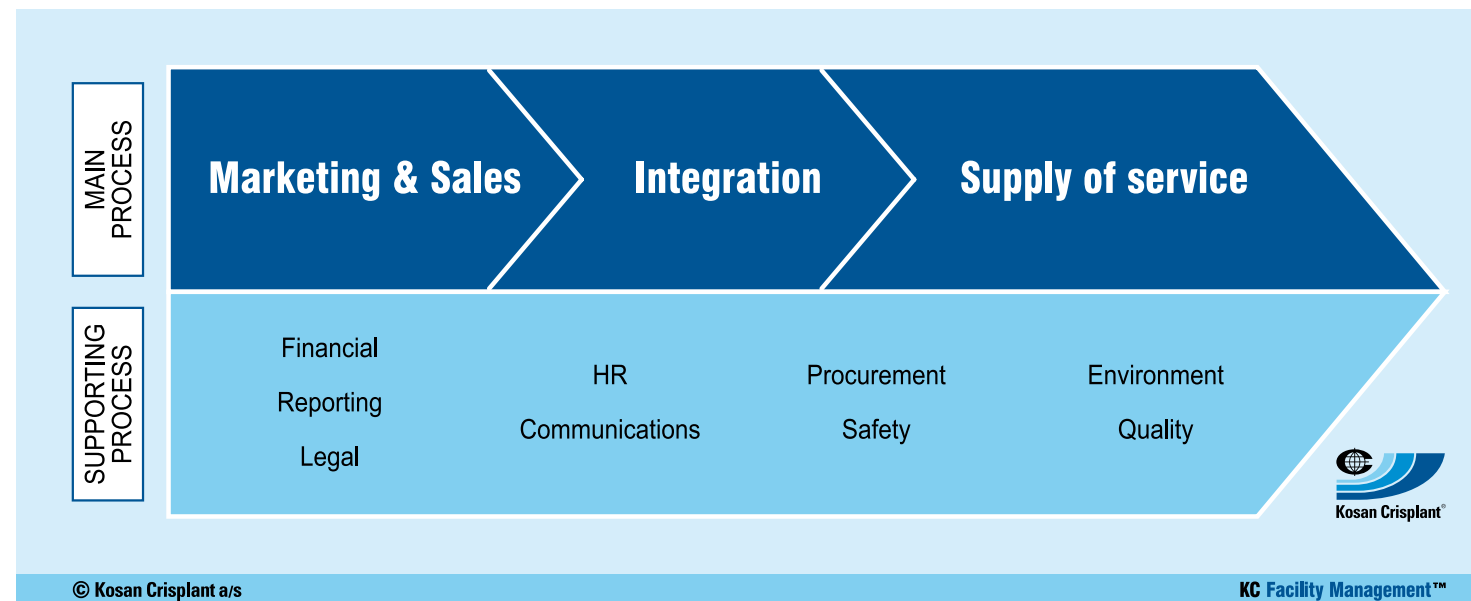 MAIN
PROCESS
Marketing & Sales
Integration
Supply of service
SUPPORTING
PROCESS
Financial
Reporting
Legal
HR
Communications
Procurement
Safety
Environment
Quality
Kosan Crisplant®
© Kosan Crisplant a/s
KC Facility Management™